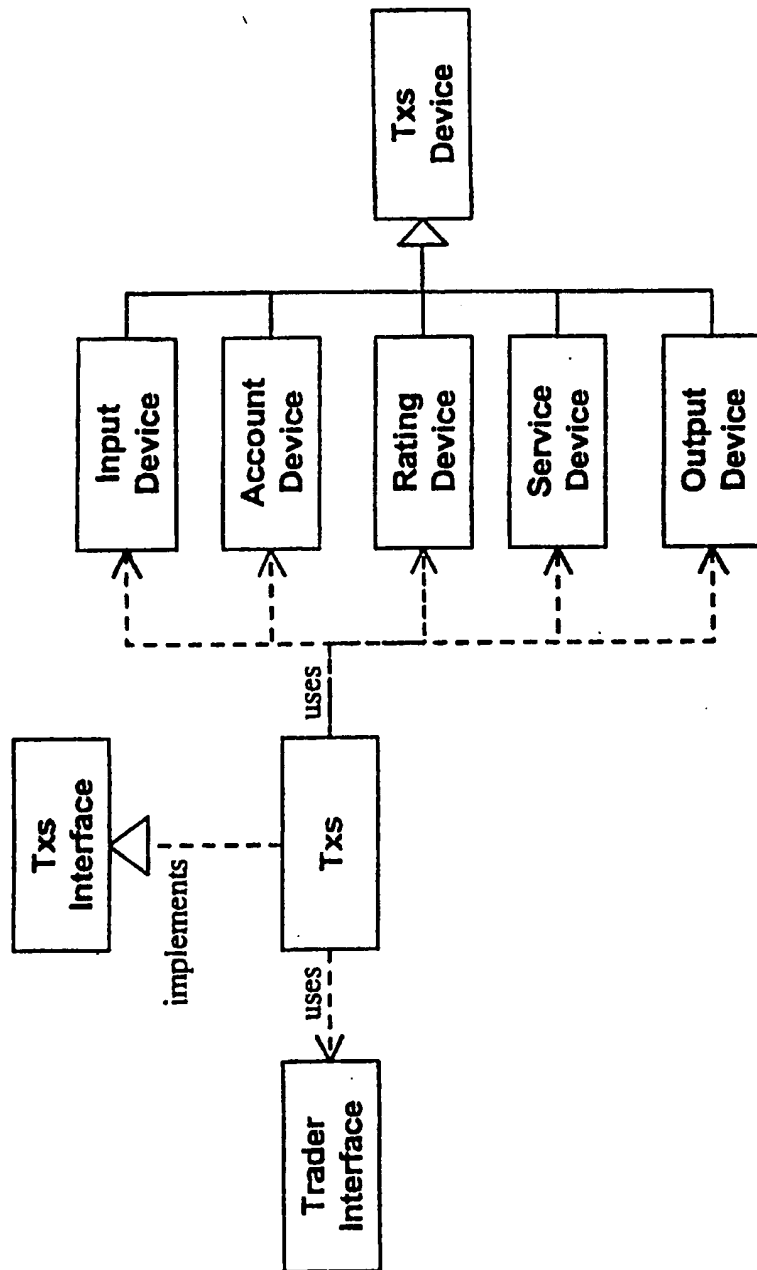 Txs
Interface
implements
Trader
Interface
uses
Txs
uses
Input
Device
Account
Device
Rating
Device
Service
Device
Output
Device
Txs
Device